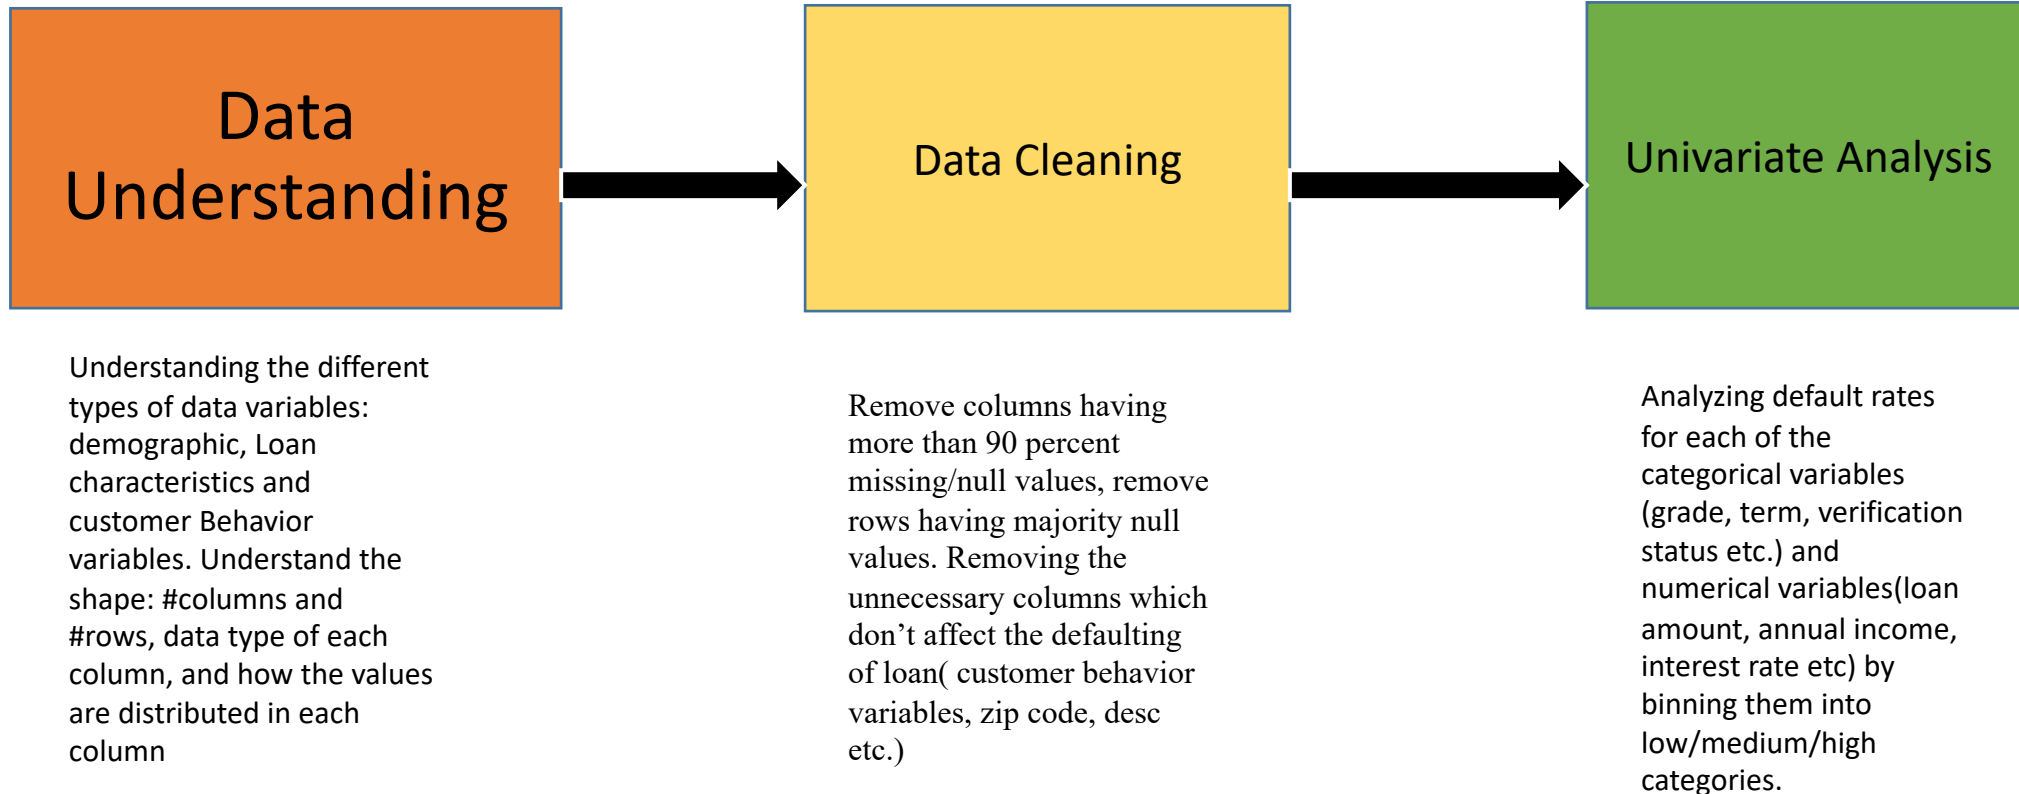 Data
Understanding
Data Cleaning
Univariate Analysis
Understanding the different
types of data variables:
demographic, Loan
characteristics and
customer Behavior
variables. Understand the
shape: #columns and
#rows, data type of each
column, and how the values
are distributed in each
column
Remove columns having
more than 90 percent
missing/null values, remove
rows having majority null
values. Removing the
unnecessary columns which
don’t affect the defaulting
of loan( customer behavior
variables, zip code, desc
etc.)
Analyzing default rates
for each of the
categorical variables
(grade, term, verification
status etc.) and
numerical variables(loan
amount, annual income,
interest rate etc) by
binning them into
low/medium/high
categories.